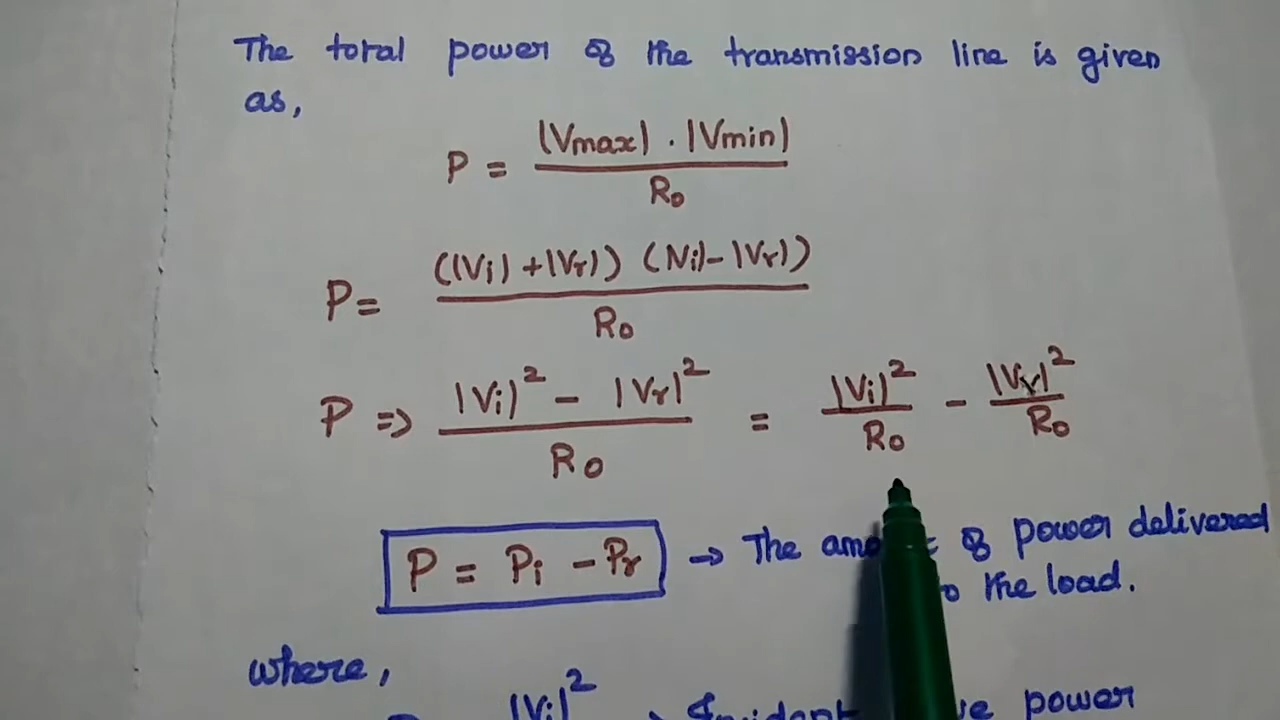 The total power of the transmission line is given
as,
P = |Vmax| . |Vmin| / R₀
P = (|Vi| + |Vr|) (|Vi| - |Vr|) / R₀
P => |Vi|² - |Vr|² / R₀ = |Vi|² / R₀ - |Vr|² / R₀
P = Pi - Pr → The of power delivered
the load.
where,
|Vi|² → power